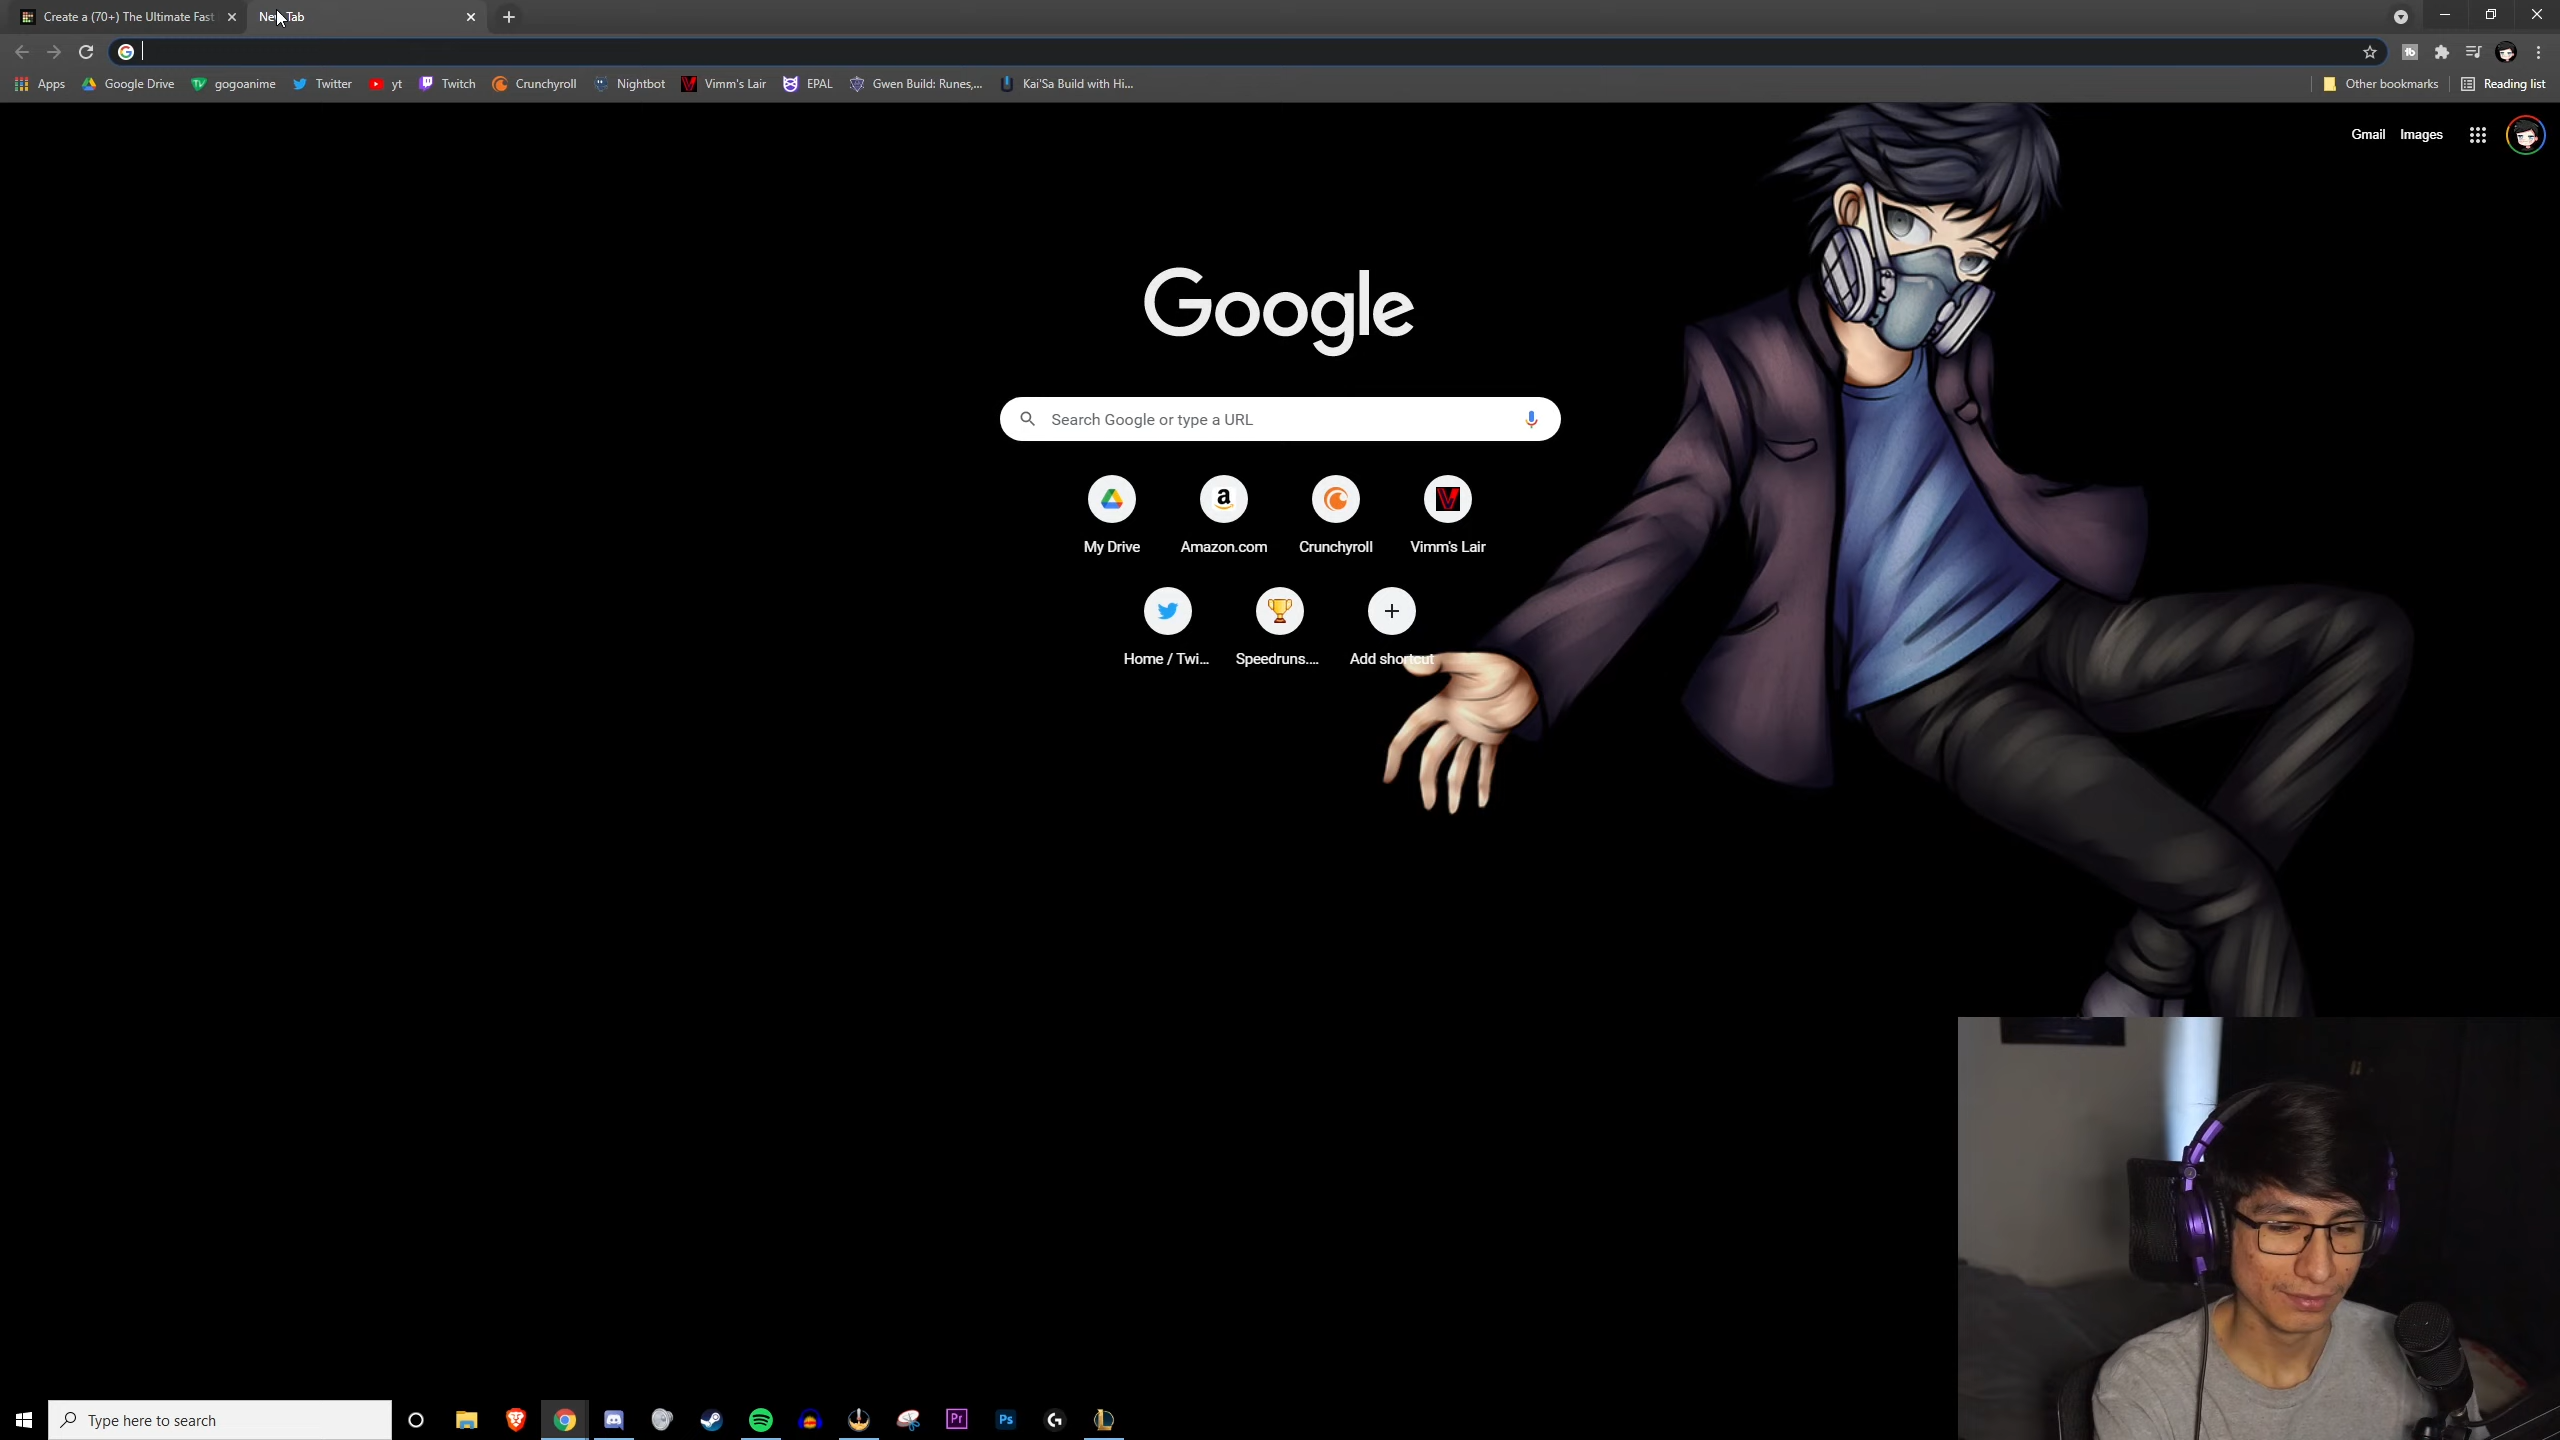 Create a (70+) The Ultimate Fast
New Tab
Apps
Google Drive
gogoanime
Twitter
yt
Twitch
Crunchyroll
Nightbot
Vimm's Lair
EPAL
Gwen Build: Runes,...
Kai'Sa Build with Hi...
Other bookmarks
Reading list
Gmail
Images
Google
Search Google or type a URL
My Drive
Amazon.com
Crunchyroll
Vimm's Lair
Home / Twi...
Speedruns....
Add shortcut
Type here to search
Pr
Ps